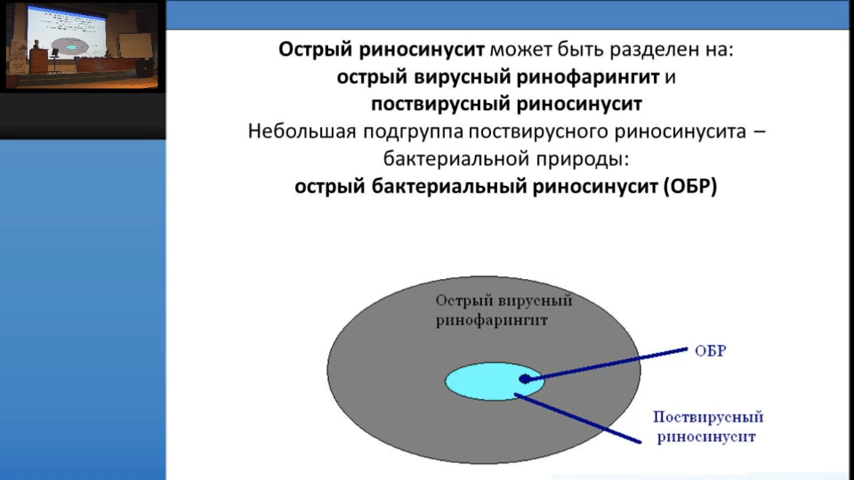 Острый риносинусит может быть разделен на:
острый вирусный ринофарингит и
поствирусный риносинусит
Небольшая подгруппа поствирусного риносинусита –
бактериальной природы:
острый бактериальный риносинусит (ОБР)
Острый вирусный
ринофарингит
ОБР
Поствирусный
риносинусит